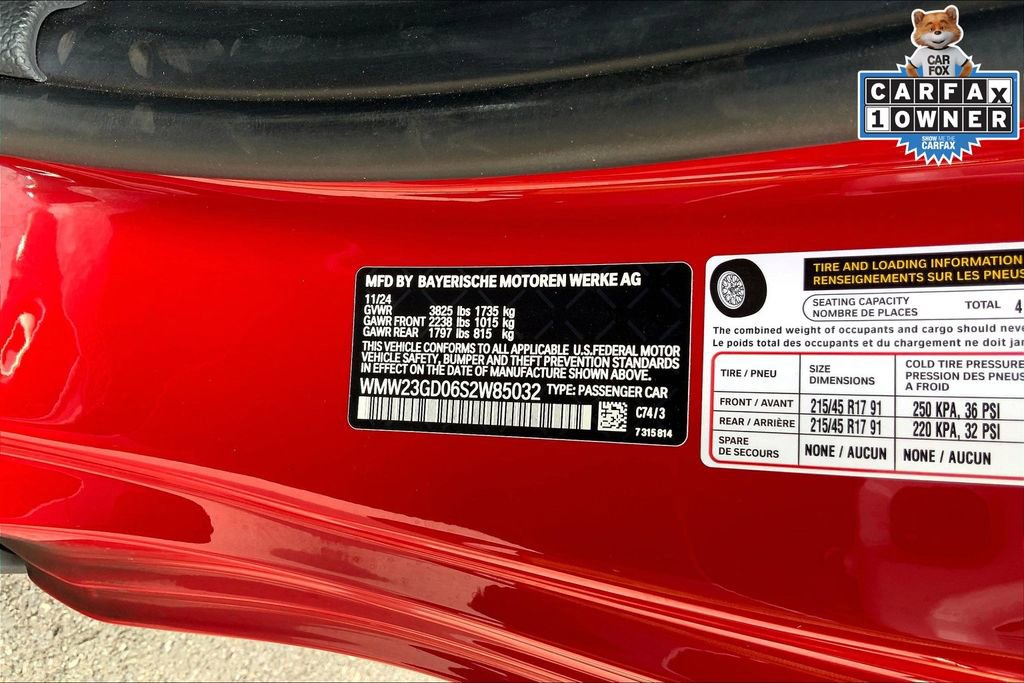 CAR
FOX
CARFAX
1 OWNER
SHOW ME THE
CARFAX
MFD BY BAYERISCHE MOTOREN WERKE AG
11/24
GVWR 3825 lbs 1735 kg
GAWR FRONT 2238 lbs 1015 kg
GAWR REAR 1797 lbs 815 kg
THIS VEHICLE CONFORMS TO ALL APPLICABLE U.S.FEDERAL MOTOR
VEHICLE SAFETY, BUMPER AND THEFT PREVENTION STANDARDS
IN EFFECT ON THE DATE OF MANUFACTURE SHOWN ABOVE.
WMW23GD06S2W85032 TYPE: PASSENGER CAR
C74/3
7 315 814
TIRE AND LOADING INFORMATION
RENSEIGNEMENTS SUR LES PNEUS
SEATING CAPACITY
NOMBRE DE PLACES
TOTAL 4
The combined weight of occupants and cargo should neve
Le poids total des occupants et du chargement ne doit jam
TIRE / PNEU SIZE DIMENSIONS COLD TIRE PRESSURE PRESSION DES PNEUS A FROID
FRONT / AVANT 215/45 R17 91 250 KPA, 36 PSI
REAR / ARRIÈRE 215/45 R17 91 220 KPA, 32 PSI
SPARE DE SECOURS NONE / AUCUN NONE / AUCUN